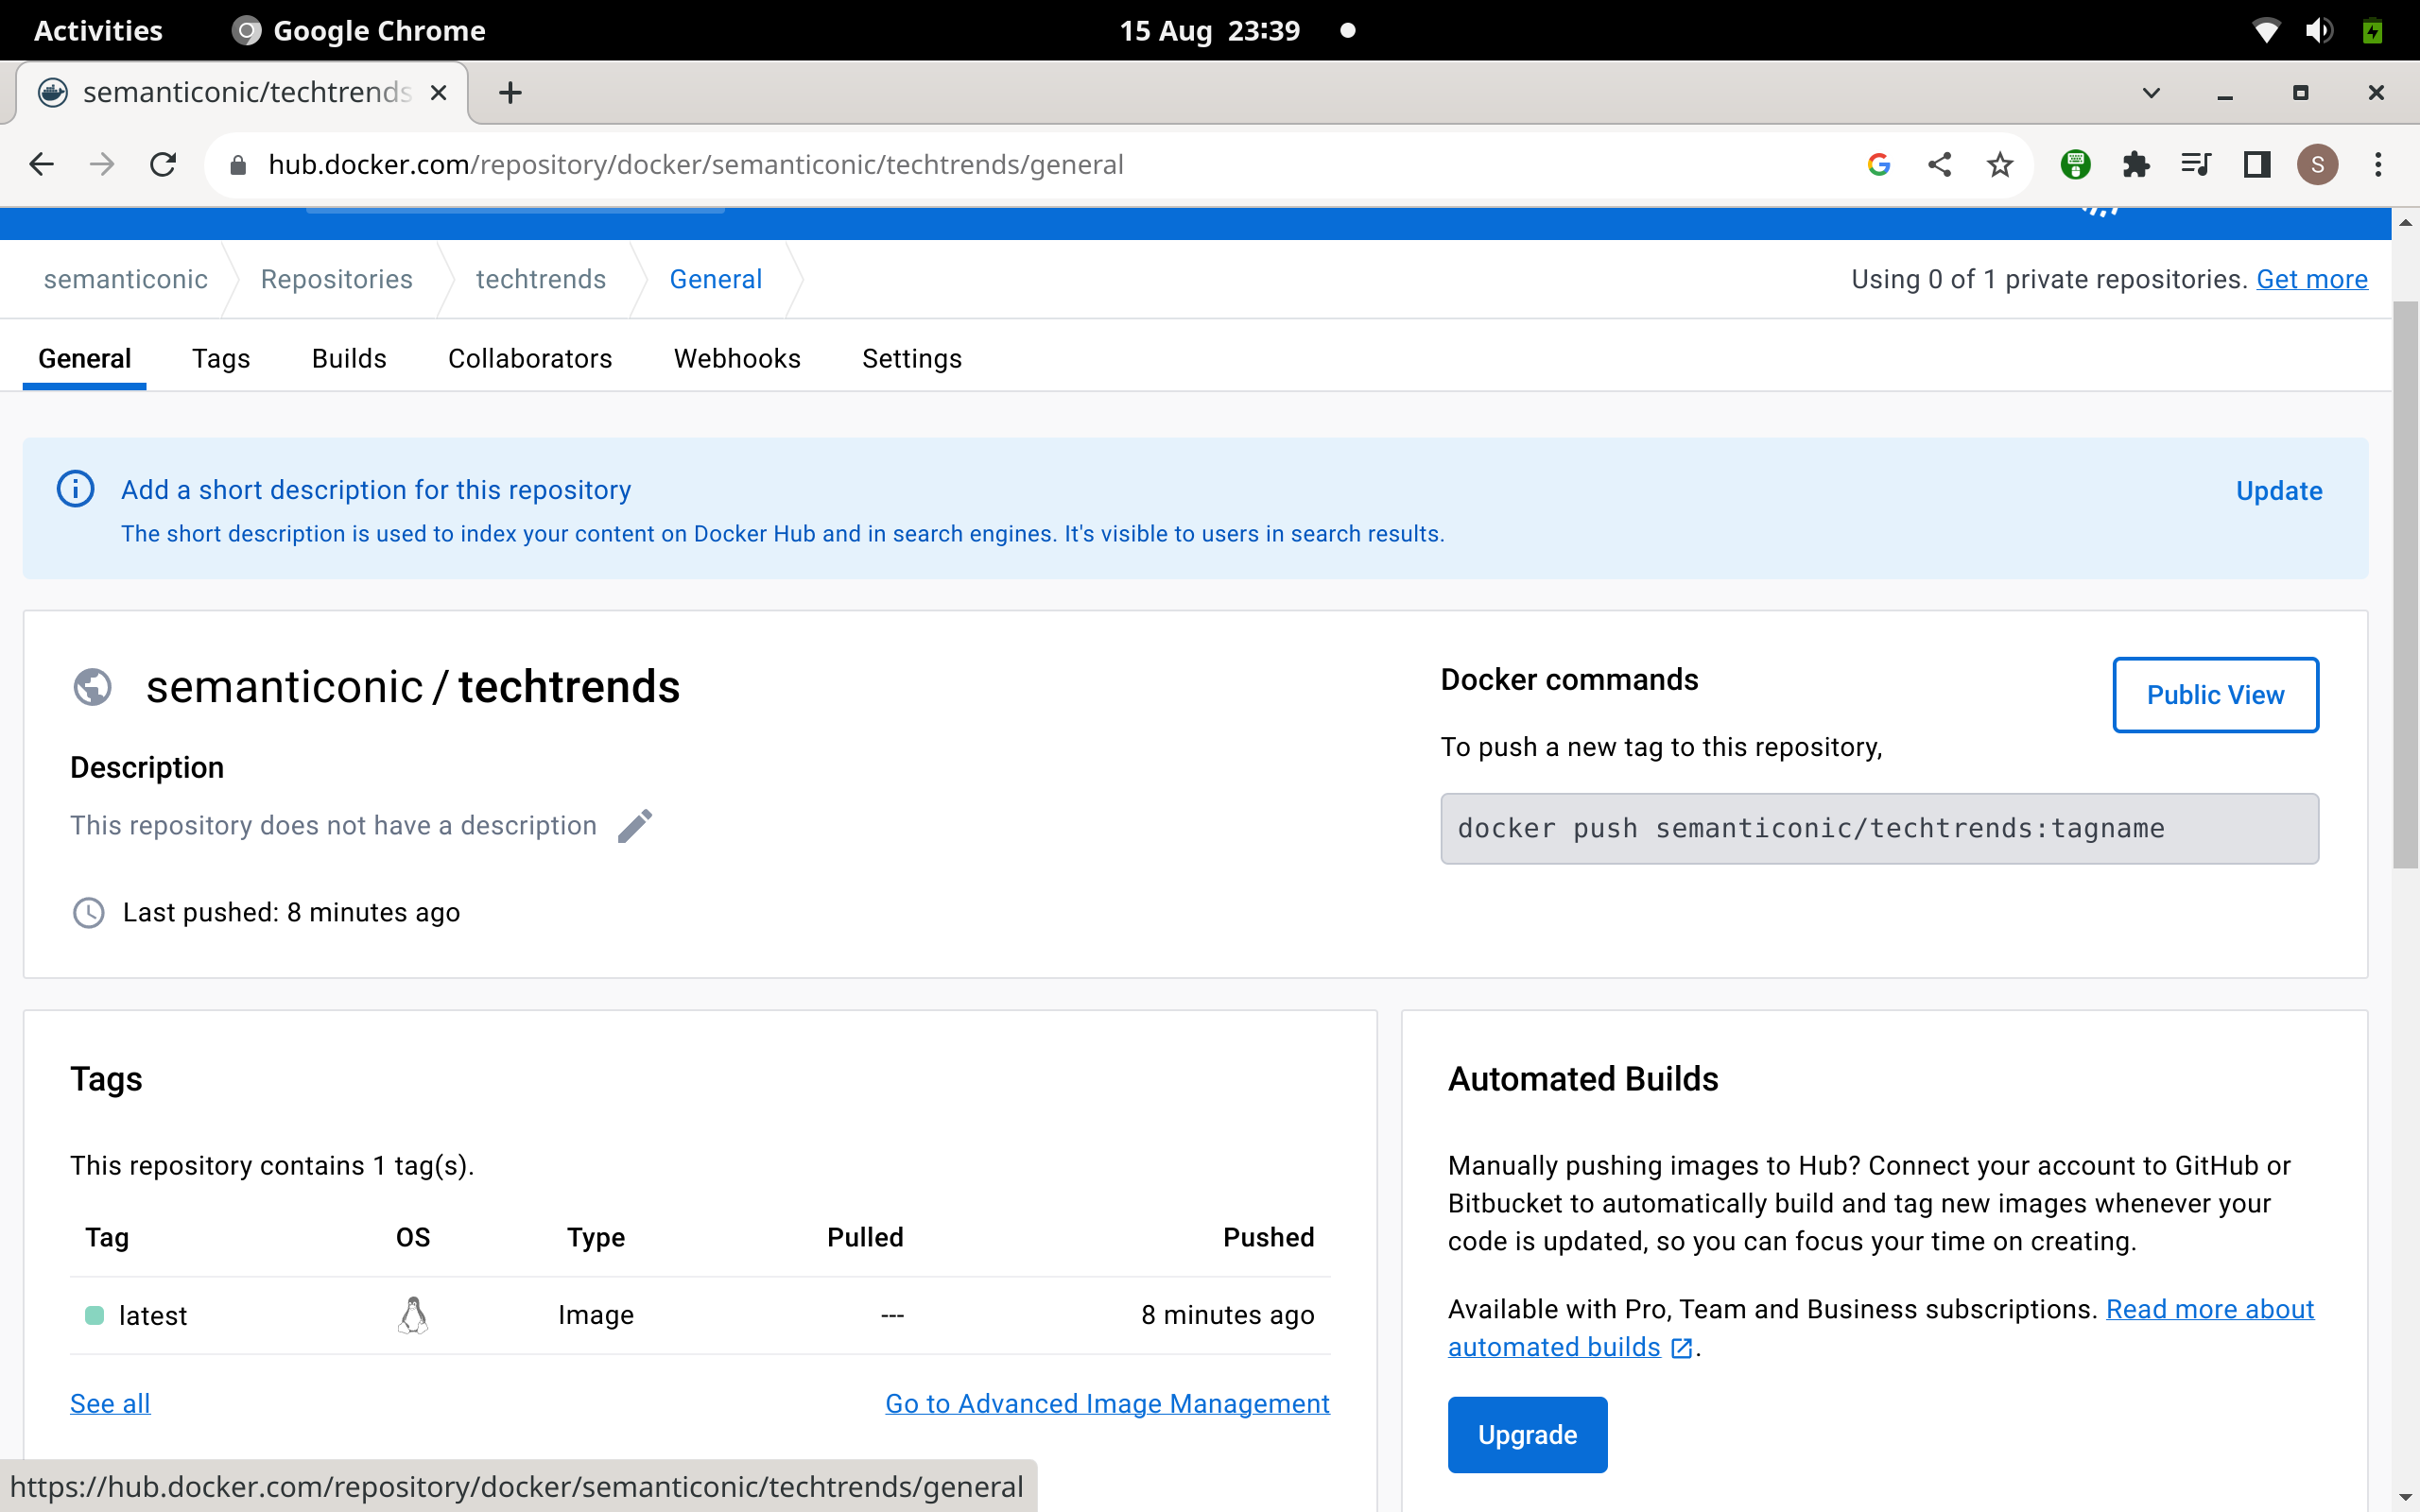 Activities Google Chrome 15 Aug 23:39
semanticonic/techtrends
hub.docker.com/repository/docker/semanticonic/techtrends/general
S
semanticonic Repositories techtrends General Using 0 of 1 private repositories. Get more
General Tags Builds Collaborators Webhooks Settings
Add a short description for this repository Update
The short description is used to index your content on Docker Hub and in search engines. It's visible to users in search results.
semanticonic / techtrends
Description
This repository does not have a description
Last pushed: 8 minutes ago
Docker commands Public View
To push a new tag to this repository,
docker push semanticonic/techtrends:tagname
Tags
This repository contains 1 tag(s).
Tag OS Type Pulled Pushed
latest Image --- 8 minutes ago
See all Go to Advanced Image Management
Automated Builds
Manually pushing images to Hub? Connect your account to GitHub or
Bitbucket to automatically build and tag new images whenever your
code is updated, so you can focus your time on creating.
Available with Pro, Team and Business subscriptions. Read more about
automated builds .
Upgrade
https://hub.docker.com/repository/docker/semanticonic/techtrends/general